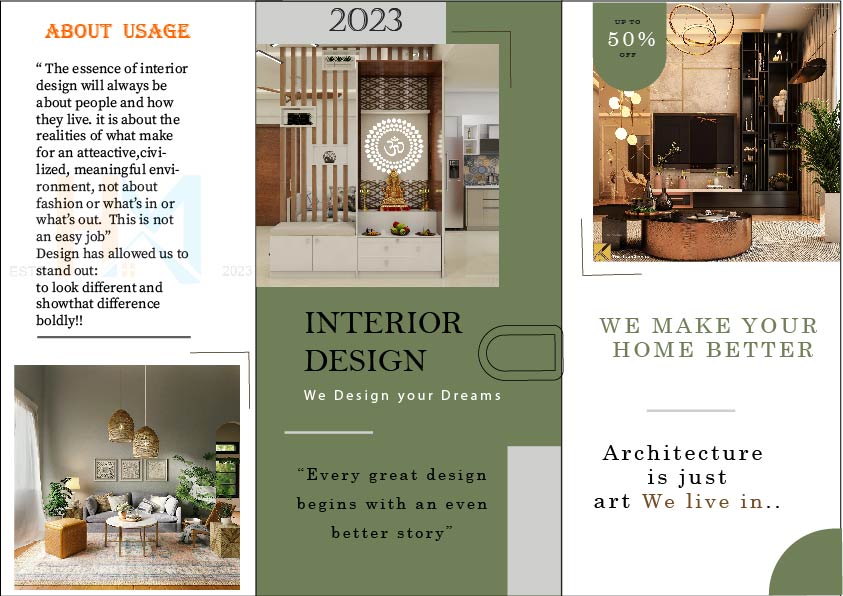 ABOUT USAGE
“ The essence of interior
design will always be
about people and how
they live. it is about the
realities of what make
for an atteactive,civi-
lized, meaningful envi-
ronment, not about
fashion or what’s in or
what’s out. This is not
an easy job”
Design has allowed us to
stand out:
to look different and
showthat difference
boldly!!
2023
2023
ॐ
INTERIOR
DESIGN
We Design your Dreams
“Every great design
begins with an even
better story”
UP TO
50%
OFF
WE MAKE YOUR
HOME BETTER
Architecture
is just
art We live in..